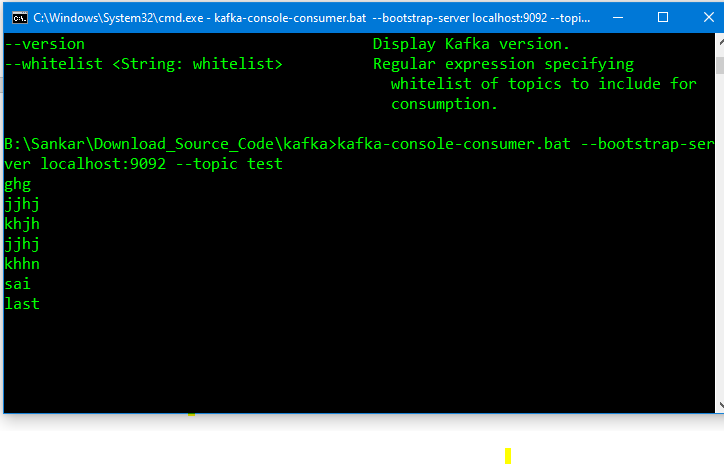 C:\Windows\System32\cmd.exe - kafka-console-consumer.bat --bootstrap-server localhost:9092 --topi...
--version Display Kafka version.
--whitelist <String: whitelist> Regular expression specifying
whitelist of topics to include for
consumption.
B:\Sankar\Download_Source_Code\kafka>kafka-console-consumer.bat --bootstrap-ser
ver localhost:9092 --topic test
ghg
jjhj
khjh
jjhj
khhn
sai
last